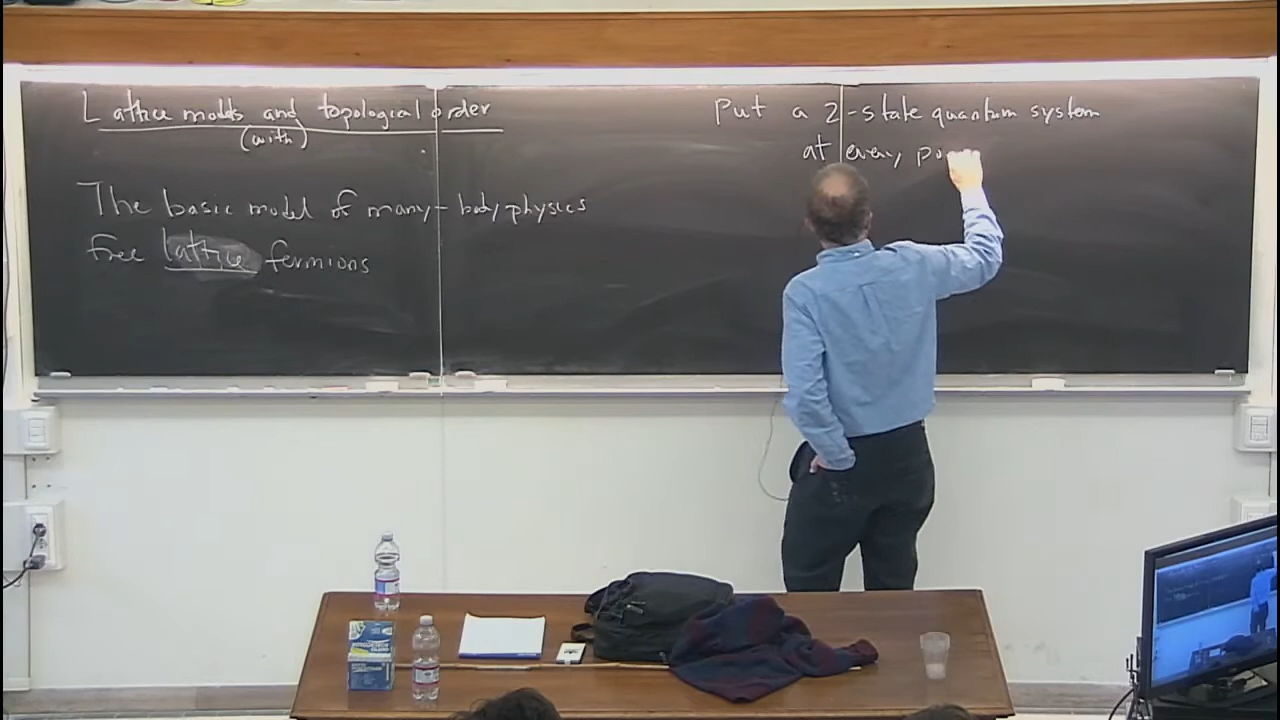 Lattice models and topological order
(with)
The basic model of many-body physics
free lattice fermions
Put a 2-state quantum system
at every po